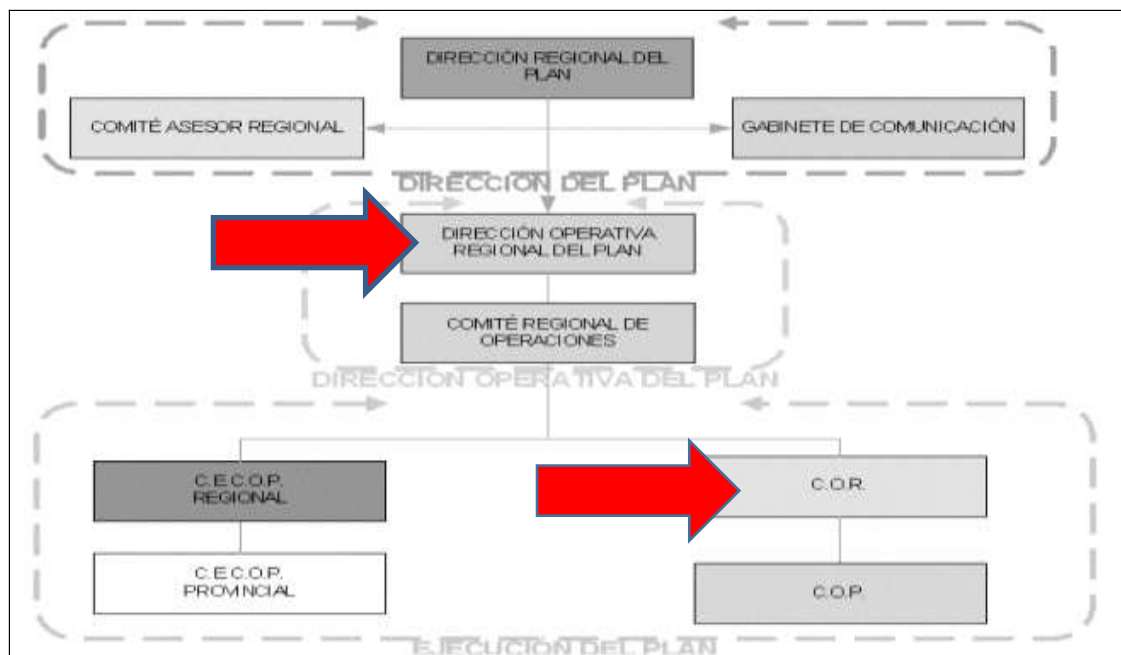 DIRECCIÓN REGIONAL DEL
PLAN
COMITÉ ASESOR REGIONAL
GABINETE DE COMUNICACIÓN
DIRECCION DEL PLAN
DIRECCIÓN OPERATIVA
REGIONAL DEL PLAN
COMITÉ REGIONAL DE
OPERACIONES
DIRECCION OPERATIVA DEL PLAN
C.E.C.O.P.
REGIONAL
C.O.R.
C.E.C.O.P.
PROVINCIAL
C.O.P.
EJECUCION DEL PLAN